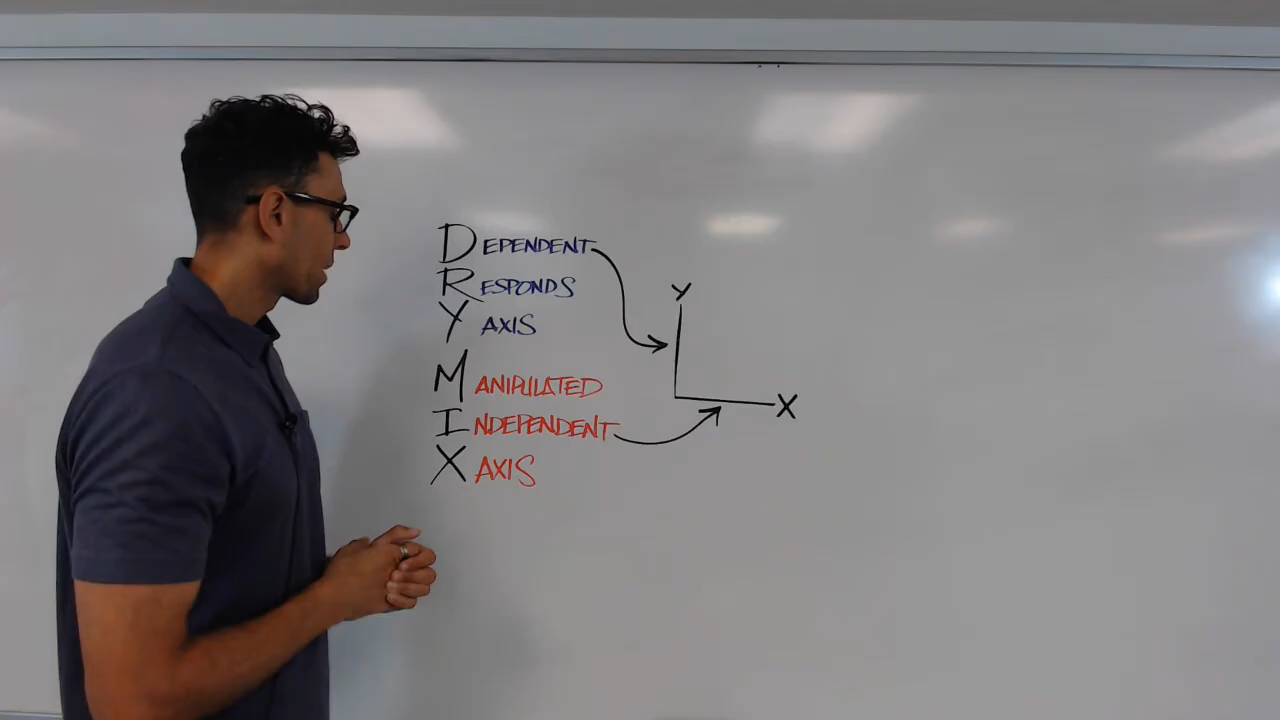 DEPENDENT
RESPONDS
Y AXIS
MANIPULATED
INDEPENDENT
X AXIS
Y
X